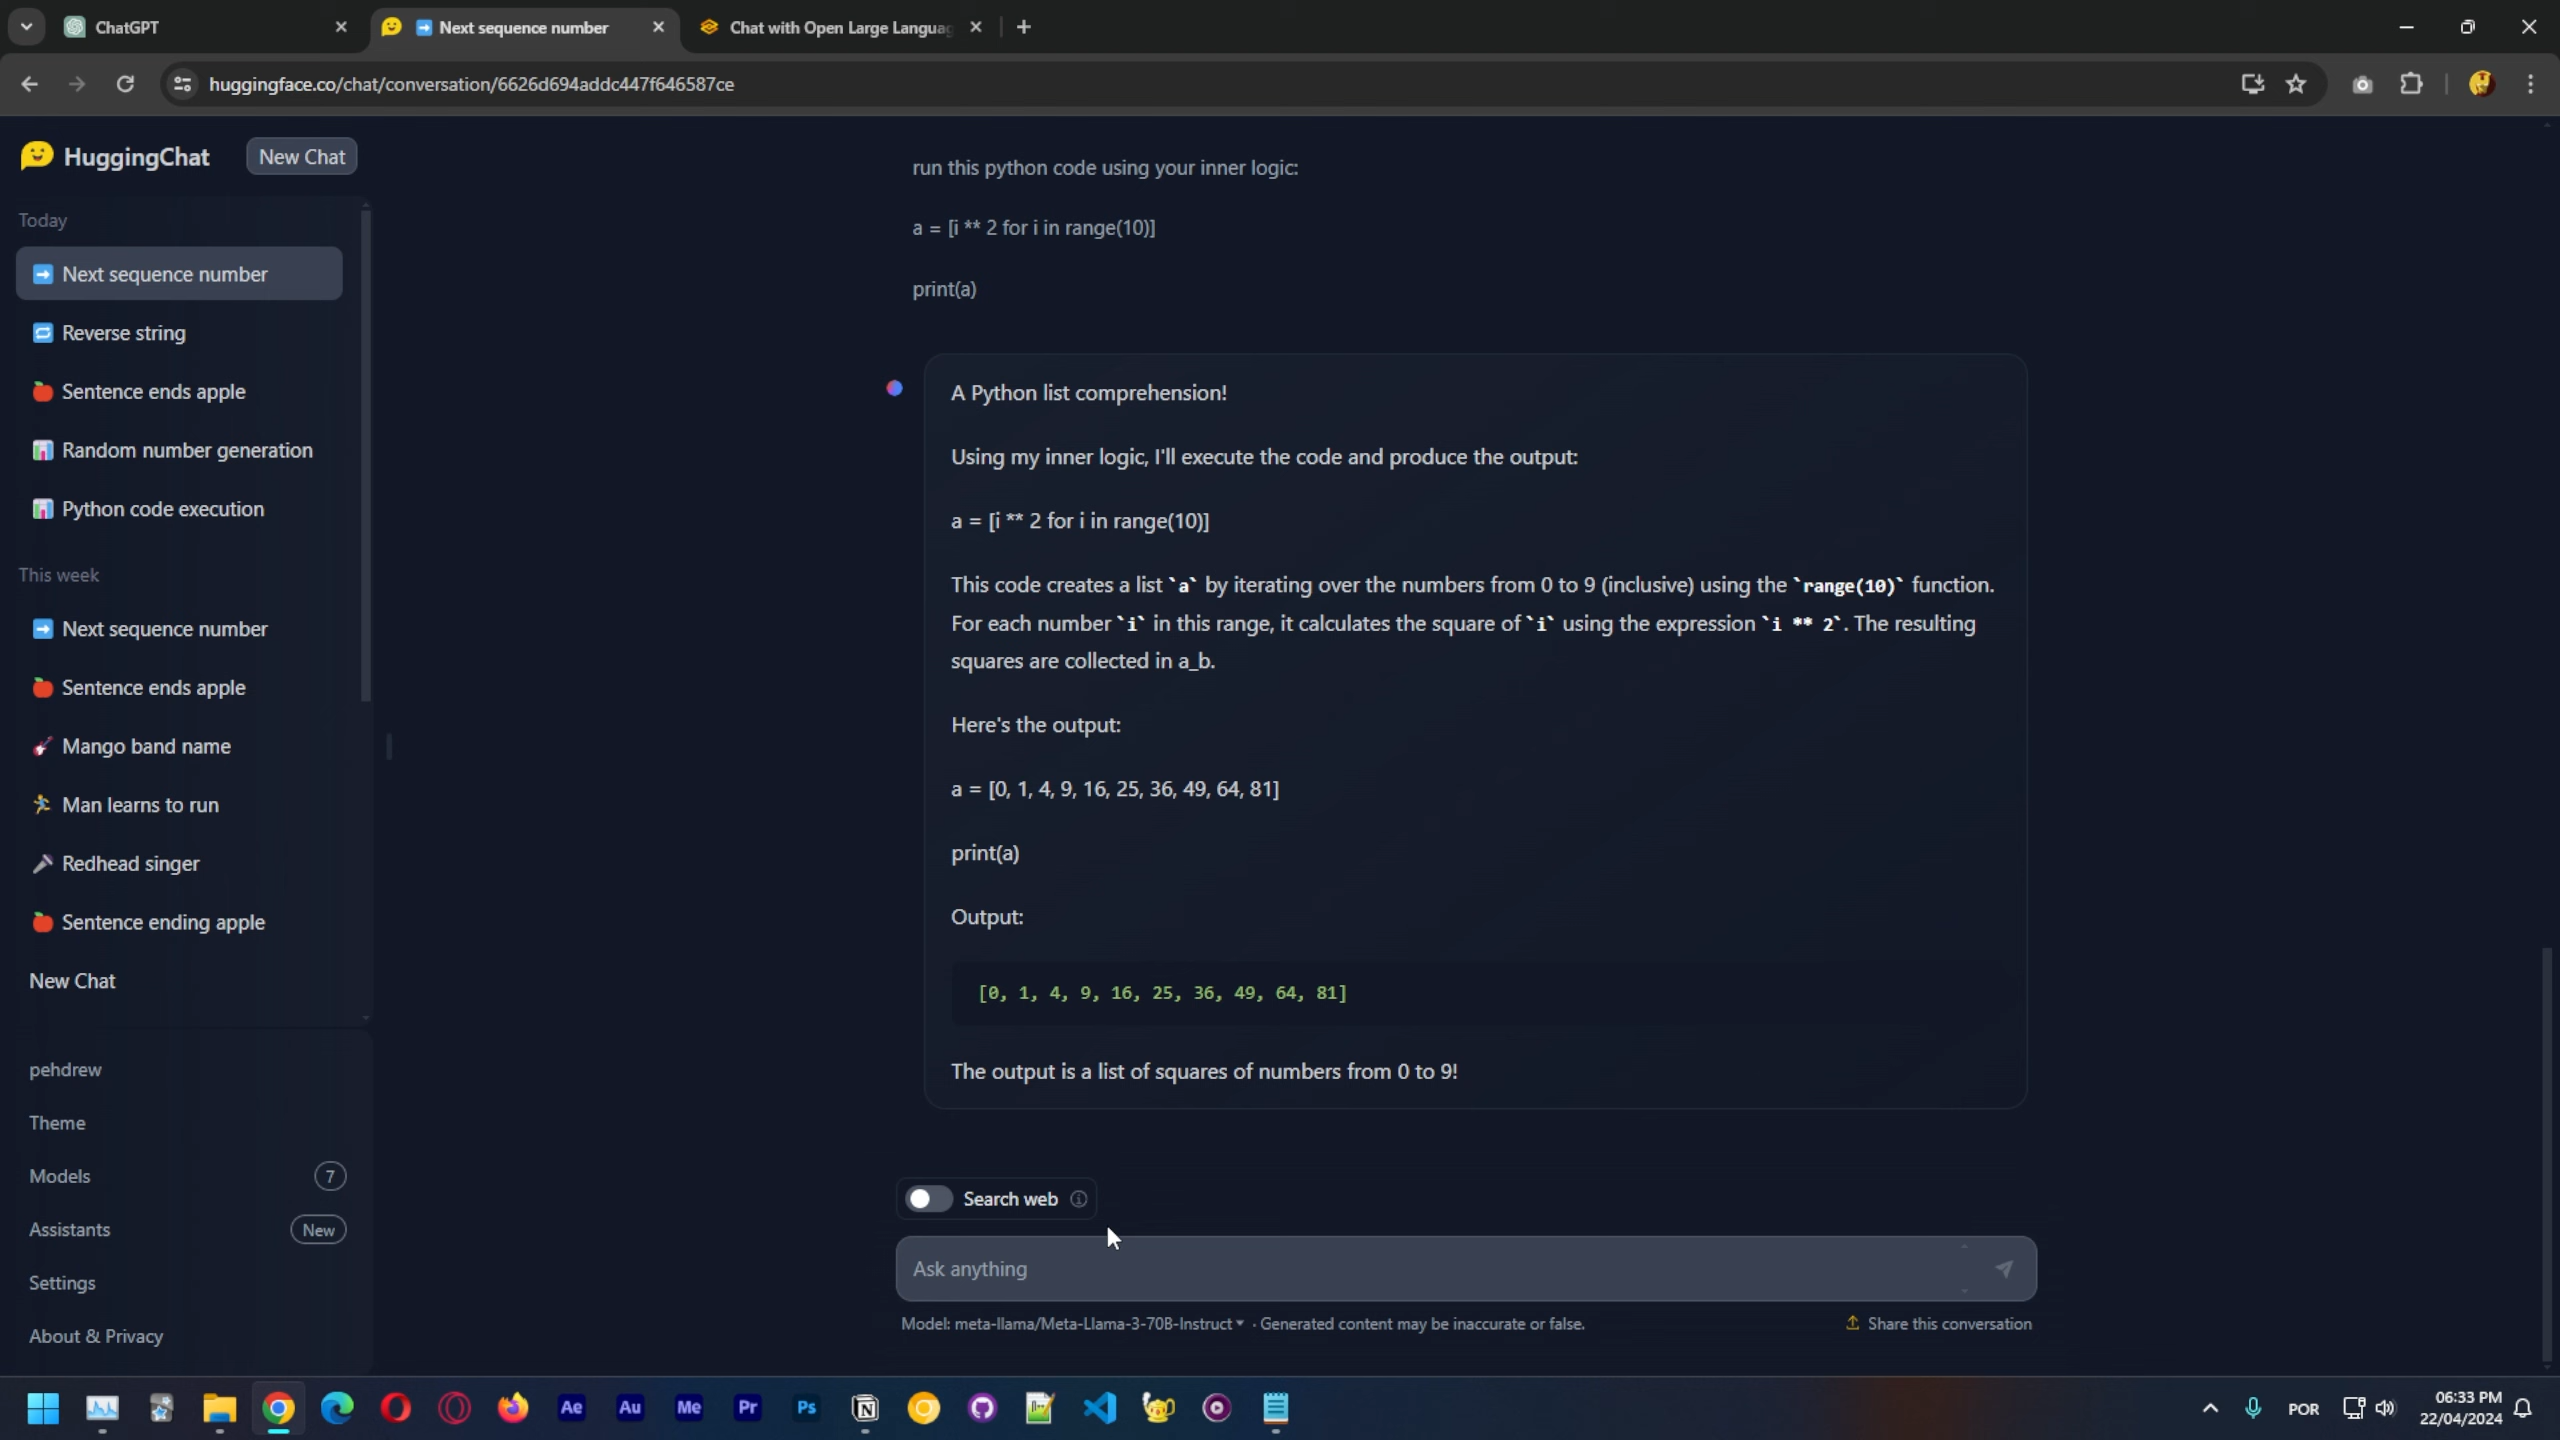 ChatGPT
Next sequence number
Chat with Open Large Languag
huggingface.co/chat/conversation/6626d694addc447f646587ce
HuggingChat
New Chat
Today
Next sequence number
Reverse string
Sentence ends apple
Random number generation
Python code execution
This week
Next sequence number
Sentence ends apple
Mango band name
Man learns to run
Redhead singer
Sentence ending apple
New Chat
pehdrew
Theme
Models 7
Assistants New
Settings
About & Privacy
run this python code using your inner logic:
a = [i ** 2 for i in range(10)]
print(a)
A Python list comprehension!
Using my inner logic, I'll execute the code and produce the output:
a = [i ** 2 for i in range(10)]
This code creates a list `a` by iterating over the numbers from 0 to 9 (inclusive) using the `range(10)` function.
For each number `i` in this range, it calculates the square of `i` using the expression `i ** 2`. The resulting
squares are collected in a_b.
Here's the output:
a = [0, 1, 4, 9, 16, 25, 36, 49, 64, 81]
print(a)
Output:
[0, 1, 4, 9, 16, 25, 36, 49, 64, 81]
The output is a list of squares of numbers from 0 to 9!
Search web
Ask anything
Model: meta-llama/Meta-Llama-3-70B-Instruct · Generated content may be inaccurate or false.
Share this conversation
Ae
Au
Me
Pr
Ps
POR
06:33 PM
22/04/2024